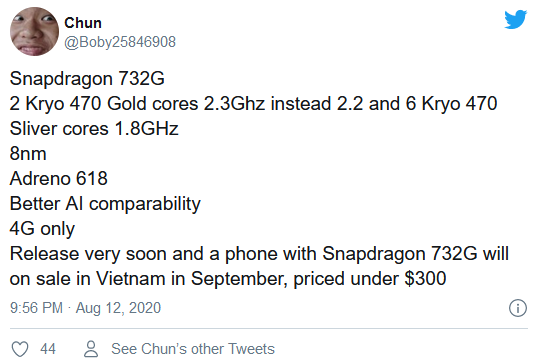 Chun
@Boby25846908
Snapdragon 732G
2 Kryo 470 Gold cores 2.3Ghz instead 2.2 and 6 Kryo 470
Sliver cores 1.8GHz
8nm
Adreno 618
Better AI comparability
4G only
Release very soon and a phone with Snapdragon 732G will
on sale in Vietnam in September, priced under $300
9:56 PM · Aug 12, 2020
44
See Chun's other Tweets